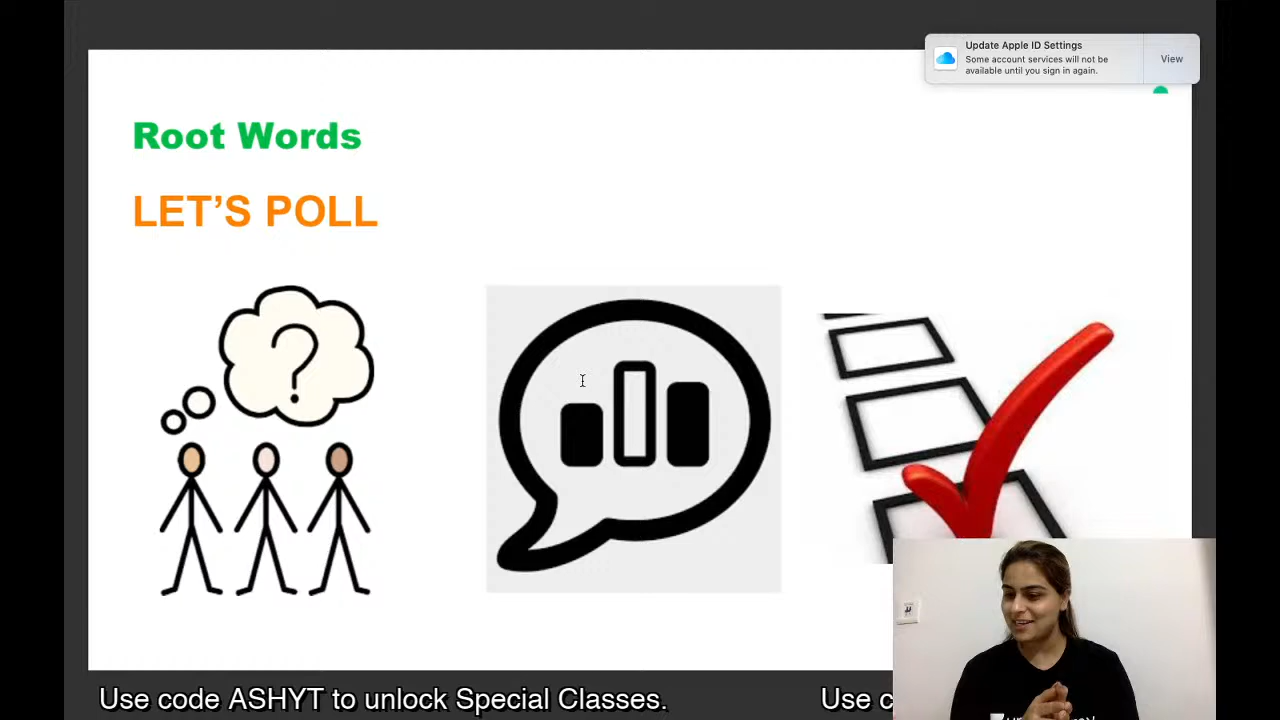 Update Apple ID Settings
Some account services will not be
available until you sign in again.
View
Root Words
LET'S POLL
?
Use code ASHYT to unlock Special Classes.
Use